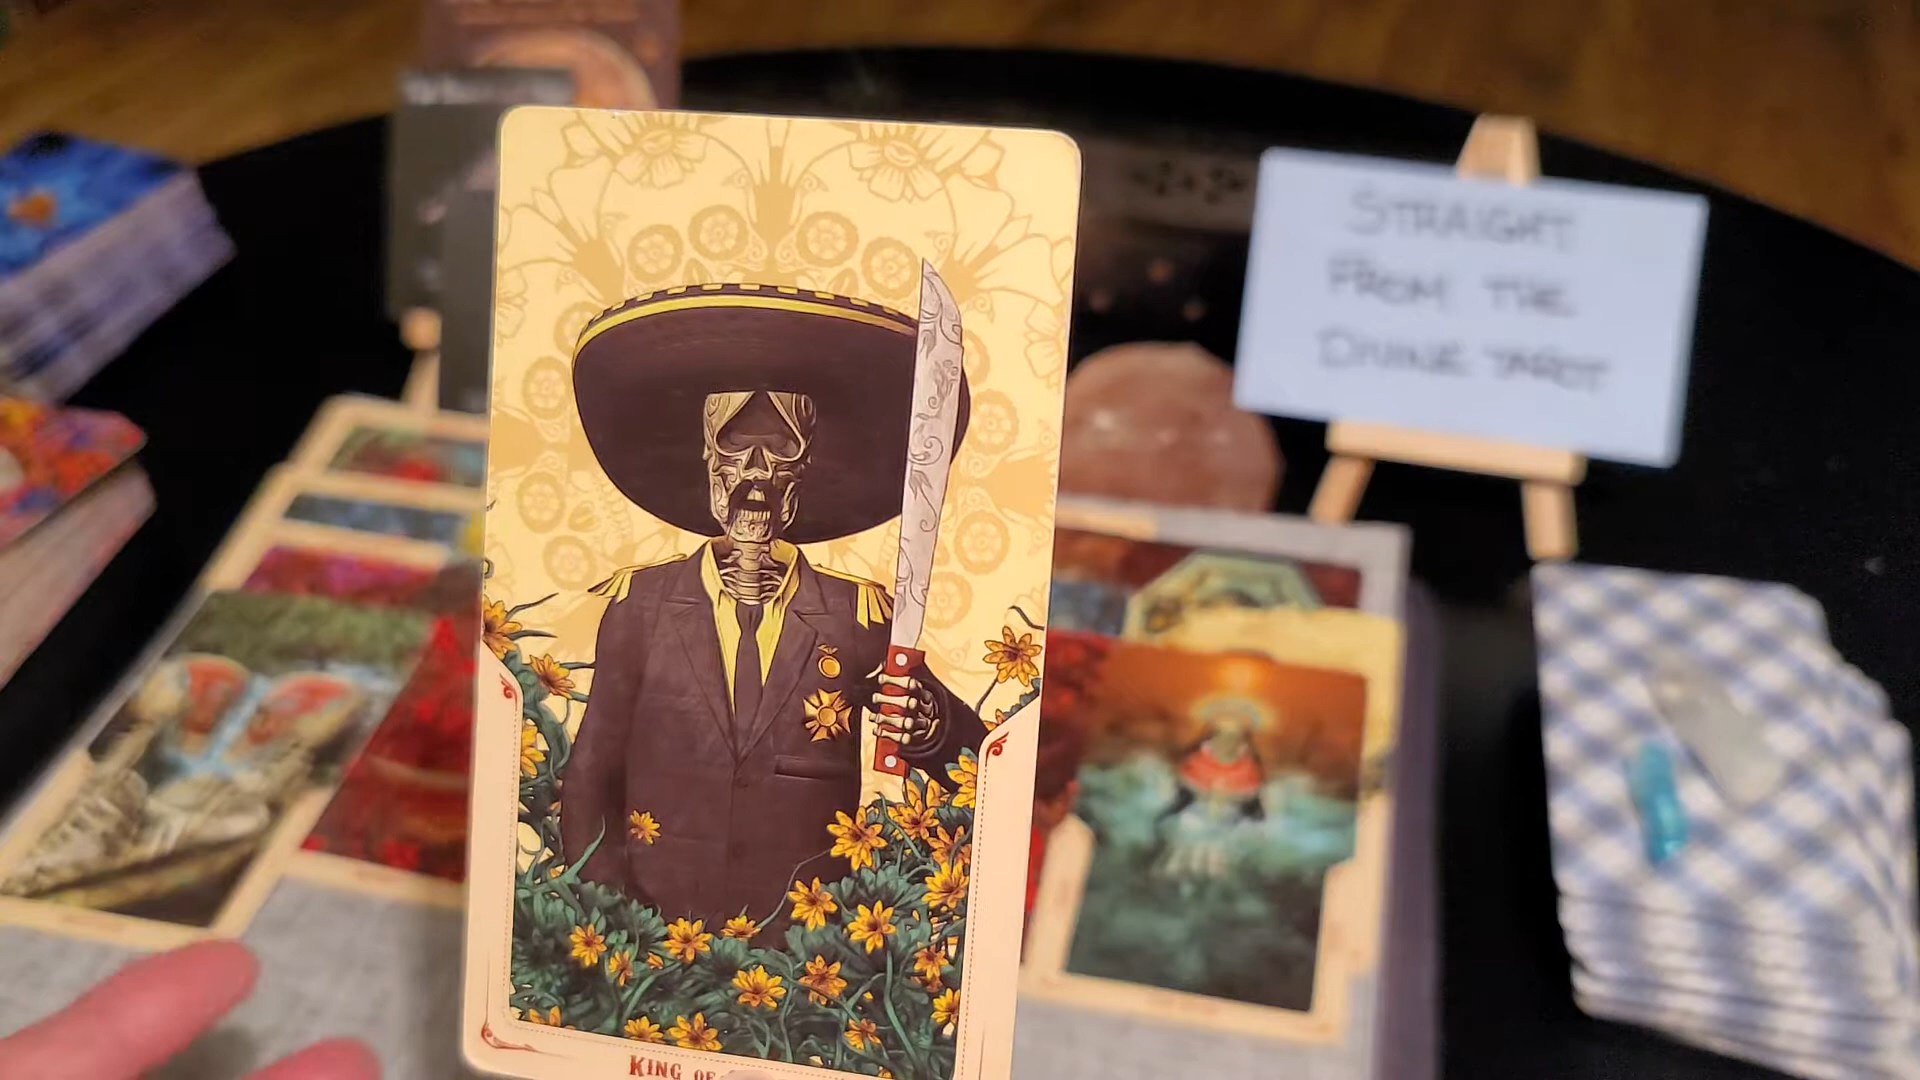 STRAIGHT
FROM THE
DIVINE TAROT
KING OF